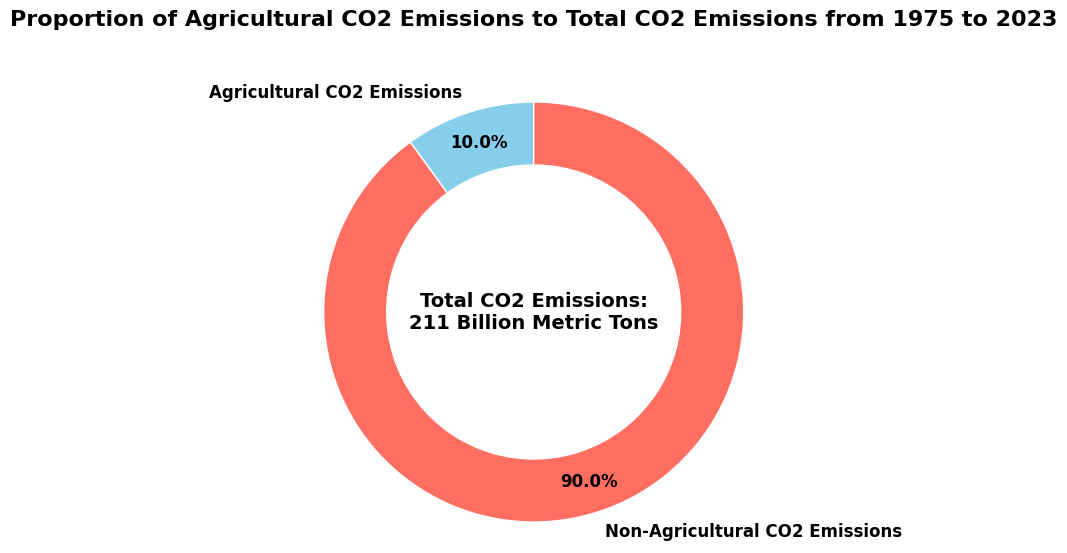 Proportion of Agricultural CO2 Emissions to Total CO2 Emissions from 1975 to 2023
Agricultural CO2 Emissions
10.0%
Total CO2 Emissions:
211 Billion Metric Tons
90.0%
Non-Agricultural CO2 Emissions